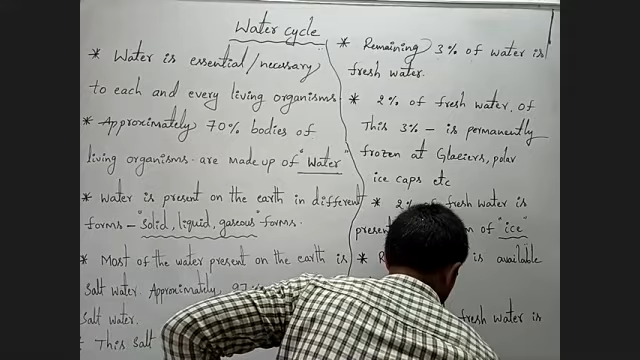 Water cycle
* Water is essential/necessary
to each and every living organisms.
* Approximately 70% bodies of
living organisms are made up of "Water"
* Water is present on the earth in different
forms - "Solid, liquid, gaseous" forms.
* Most of the water present on the earth is
Salt water. Approximately, 97
Salt water.
* This Salt
* Remaining 3% of water is
fresh water.
* 2% of fresh water of
This 3% - is permanently
frozen at Glaciers, polar
ice caps etc
* 2% of fresh water is
present of "ice"
* is available
fresh water is